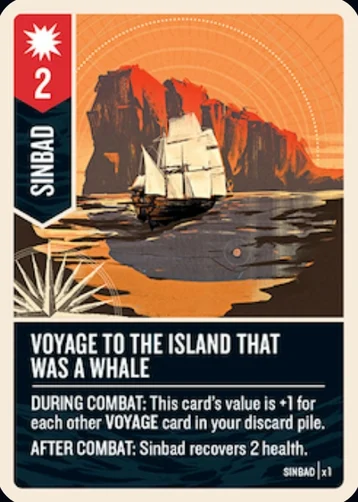 2
SINBAD
VOYAGE TO THE ISLAND THAT
WAS A WHALE
DURING COMBAT: This card's value is +1 for
each other VOYAGE card in your discard pile.
AFTER COMBAT: Sinbad recovers 2 health.
SINBAD | x1